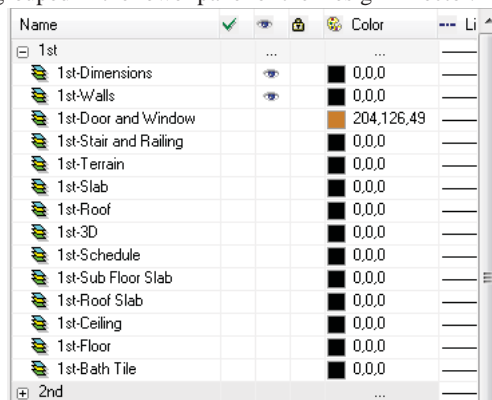 Name Color Li
1st ... ...
1st-Dimensions 0,0,0
1st-Walls 0,0,0
1st-Door and Window 204,126,49
1st-Stair and Railing 0,0,0
1st-Terrain 0,0,0
1st-Slab 0,0,0
1st-Roof 0,0,0
1st-3D 0,0,0
1st-Schedule 0,0,0
1st-Sub Floor Slab 0,0,0
1st-Roof Slab 0,0,0
1st-Ceiling 0,0,0
1st-Floor 0,0,0
1st-Bath Tile 0,0,0
2nd ...